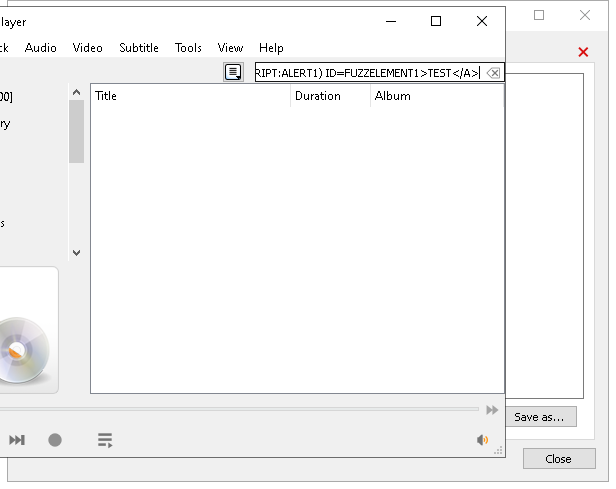 layer
ck Audio Video Subtitle Tools View Help
RIPT:ALERT1) ID=FUZZELEMENT1>TEST</A>
00]
Title Duration Album
ry
s
Save as...
Close